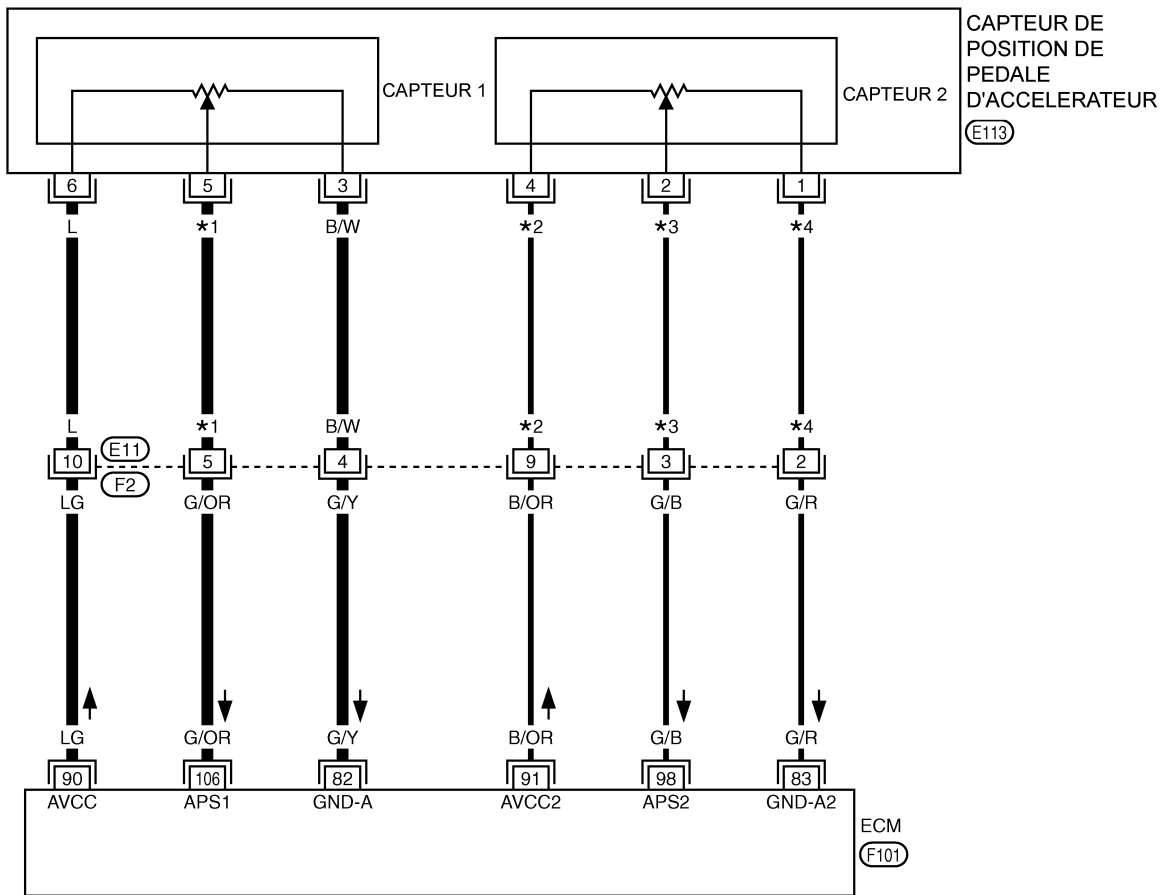 CAPTEUR DE
POSITION DE
PEDALE
D'ACCELERATEUR
E113
CAPTEUR 1
CAPTEUR 2
6 5 3 4 2 1
L *1 B/W *2 *3 *4
L *1 B/W *2 *3 *4
E11
10 5 4 9 3 2
F2
LG G/OR G/Y B/OR G/B G/R
LG G/OR G/Y B/OR G/B G/R
90 106 82 91 98 83
AVCC APS1 GND-A AVCC2 APS2 GND-A2
ECM
F101